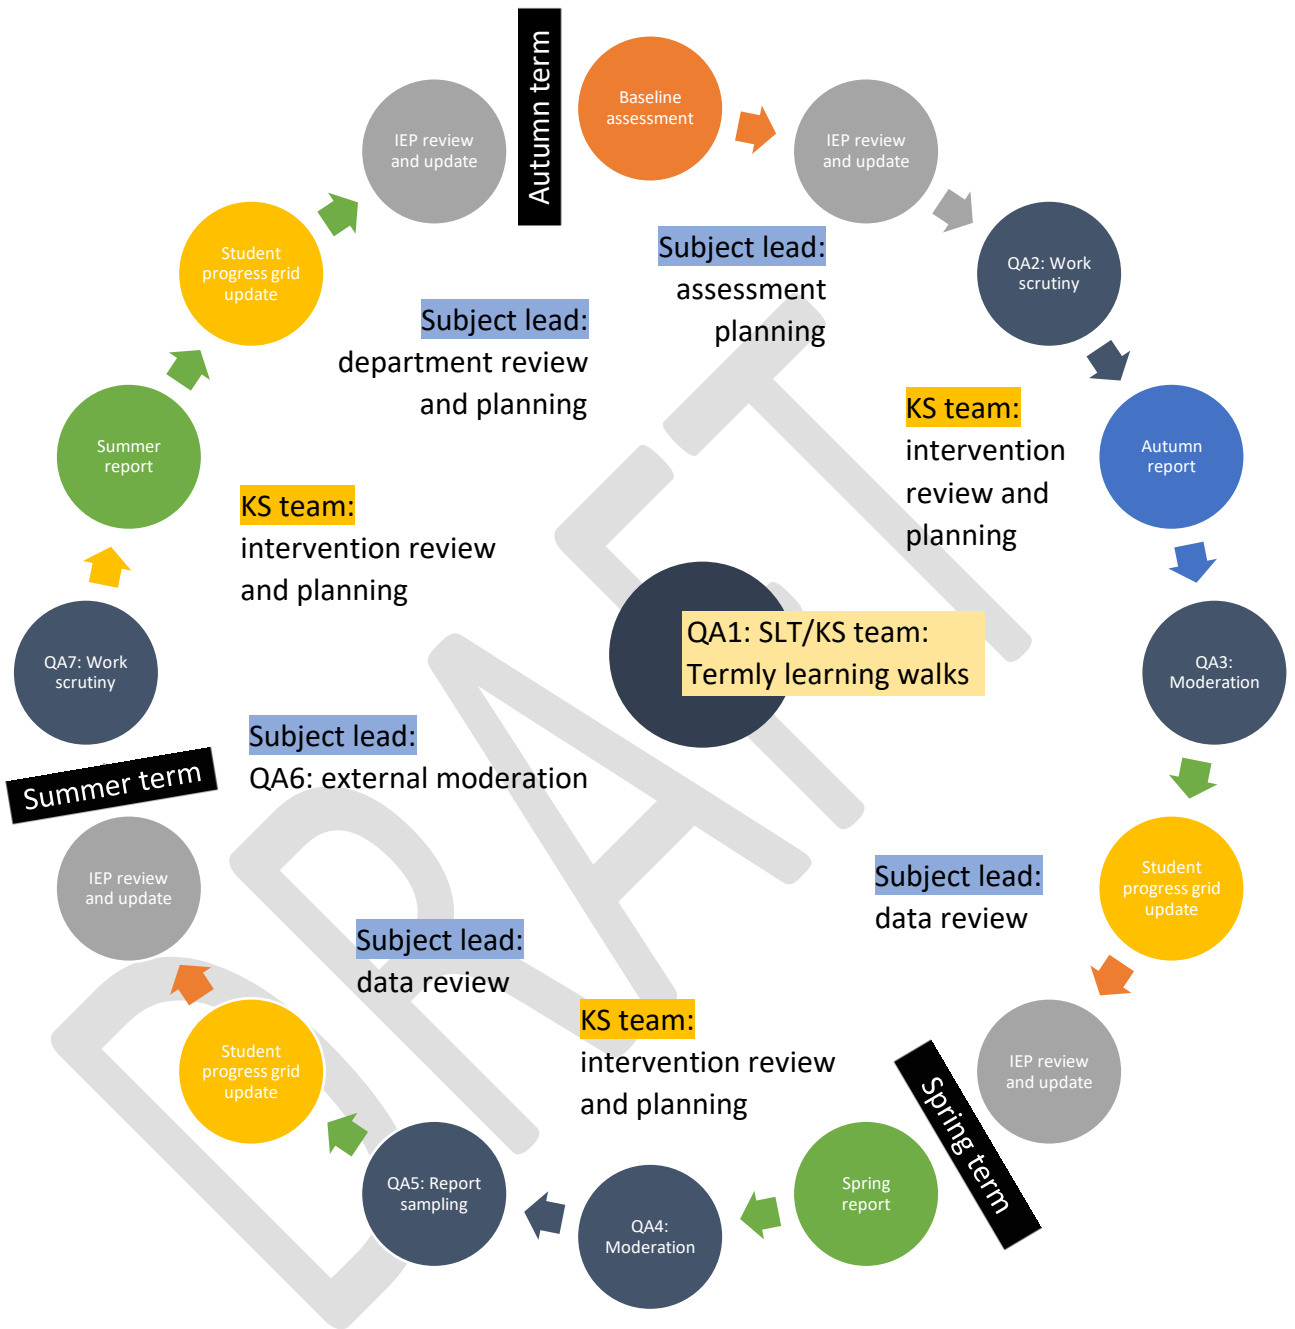 Autumn term
Baseline
assessment
IEP review
and update
QA2: Work
scrutiny
Autumn
report
QA3:
Moderation
Student
progress grid
update
IEP review
and update
Spring term
Spring
report
QA4:
Moderation
QA5: Report
sampling
Student
progress grid
update
IEP review
and update
Summer term
QA7: Work
scrutiny
Summer
report
Student
progress grid
update
IEP review
and update
Subject lead:
assessment
planning
KS team:
intervention
review and
planning
Subject lead:
data review
KS team:
intervention review
and planning
Subject lead:
data review
Subject lead:
QA6: external moderation
KS team:
intervention review
and planning
Subject lead:
department review
and planning
QA1: SLT/KS team:
Termly learning walks
DRAFT